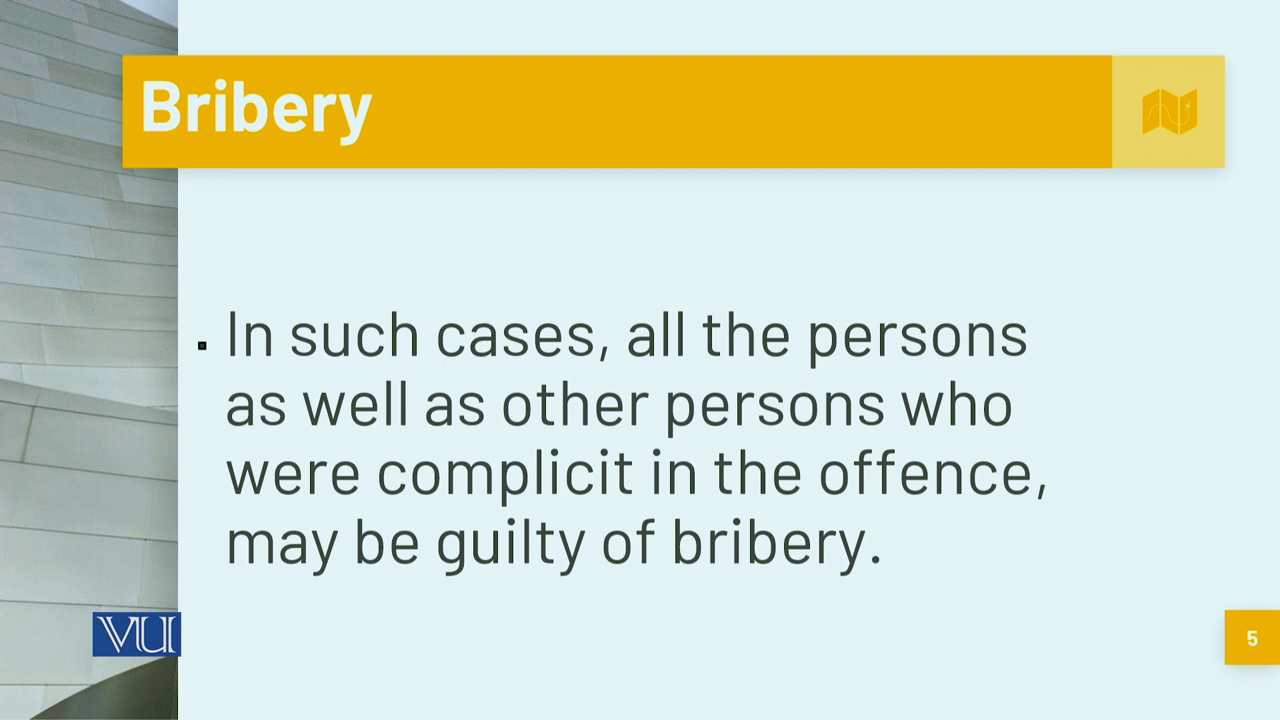 Bribery
▪ In such cases, all the persons
as well as other persons who
were complicit in the offence,
may be guilty of bribery.
VU
5